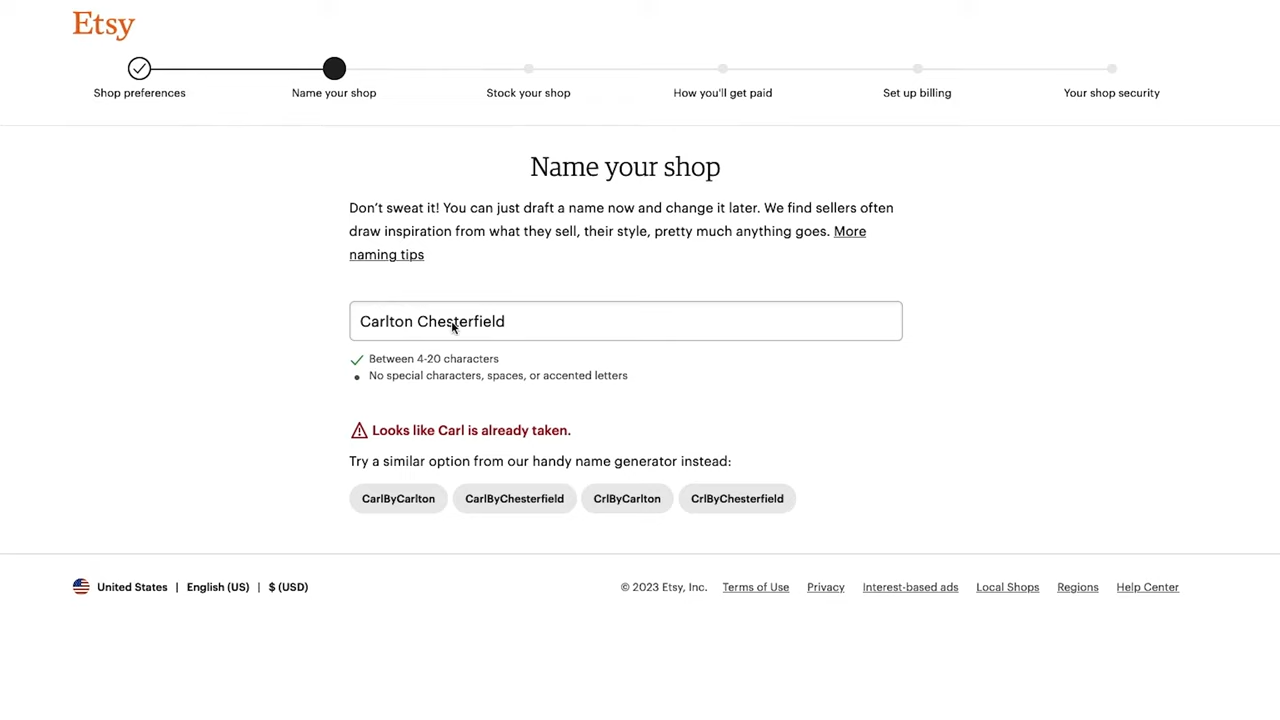 Etsy
Shop preferences
Name your shop
Stock your shop
How you'll get paid
Set up billing
Your shop security
Name your shop
Don’t sweat it! You can just draft a name now and change it later. We find sellers often
draw inspiration from what they sell, their style, pretty much anything goes. More
naming tips
Carlton Chesterfield
Between 4-20 characters
No special characters, spaces, or accented letters
Looks like Carl is already taken.
Try a similar option from our handy name generator instead:
CarlByCarlton
CarlByChesterfield
CrlByCarlton
CrlByChesterfield
United States | English (US) | $ (USD)
© 2023 Etsy, Inc. Terms of Use Privacy Interest-based ads Local Shops Regions Help Center